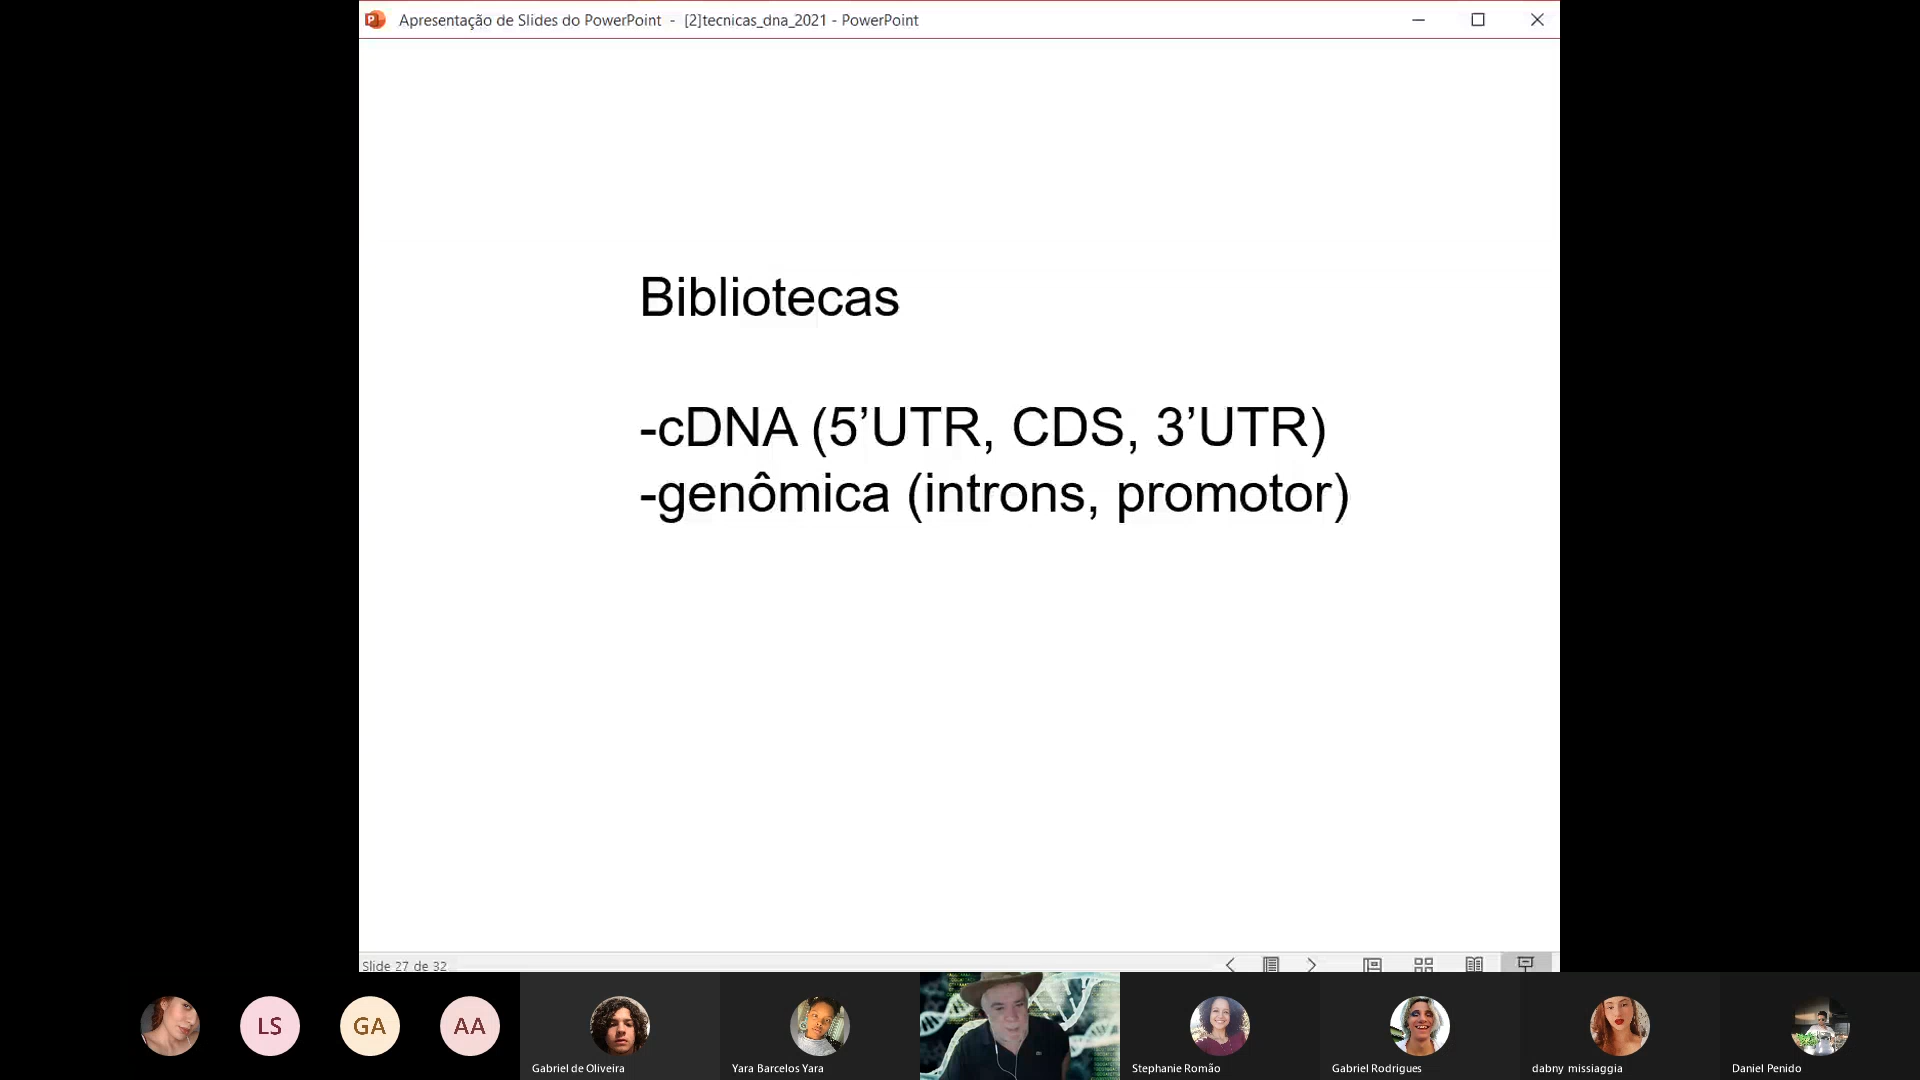 Apresentação de Slides do PowerPoint - [2]tecnicas_dna_2021 - PowerPoint
Bibliotecas
-cDNA (5’UTR, CDS, 3’UTR)
-genômica (introns, promotor)
Slide 27 de 32
LS
GA
AA
Gabriel de Oliveira
Yara Barcelos Yara
Stephanie Romão
Gabriel Rodrigues
dabny missiaggia
Daniel Penido